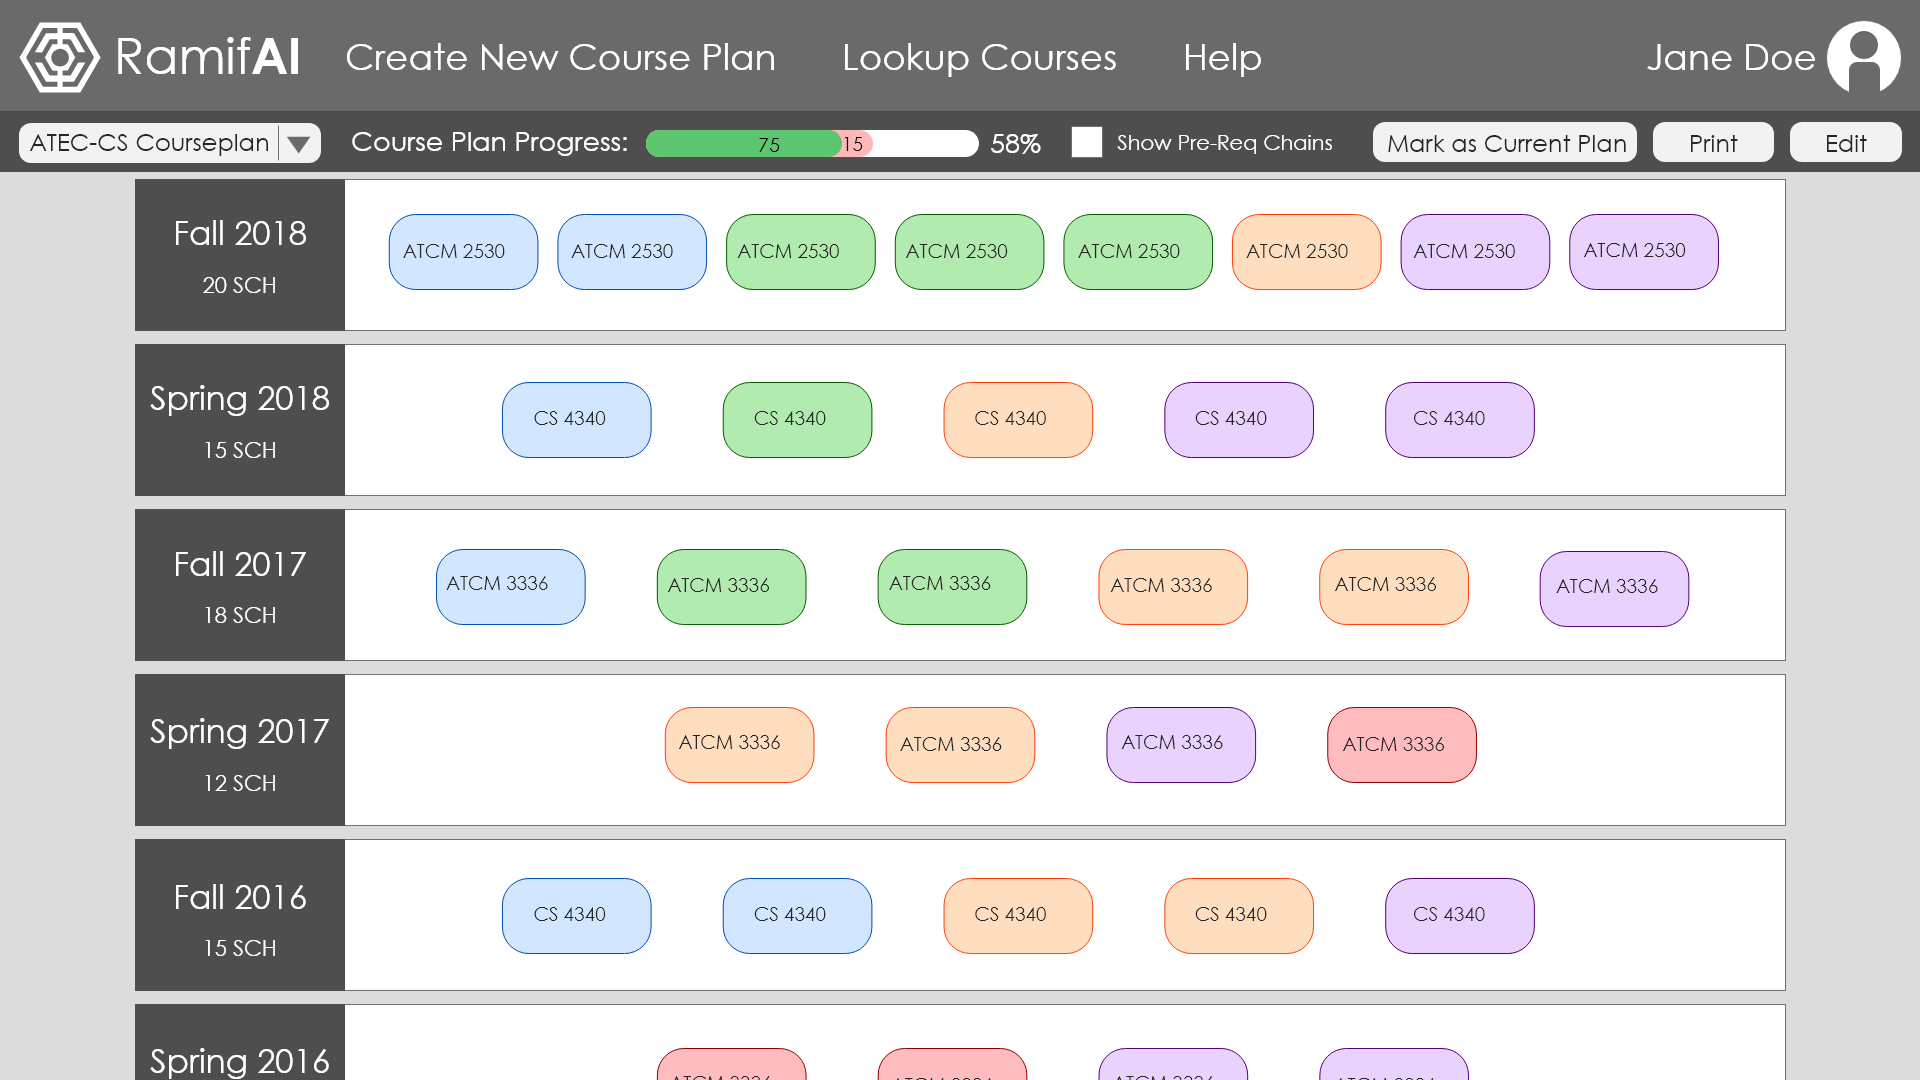 RamifAI Create New Course Plan Lookup Courses Help Jane Doe
ATEC-CS Courseplan Course Plan Progress: 75 15 58% Show Pre-Req Chains Mark as Current Plan Print Edit
Fall 2018
20 SCH
ATCM 2530 ATCM 2530 ATCM 2530 ATCM 2530 ATCM 2530 ATCM 2530 ATCM 2530 ATCM 2530
Spring 2018
15 SCH
CS 4340 CS 4340 CS 4340 CS 4340 CS 4340
Fall 2017
18 SCH
ATCM 3336 ATCM 3336 ATCM 3336 ATCM 3336 ATCM 3336 ATCM 3336
Spring 2017
12 SCH
ATCM 3336 ATCM 3336 ATCM 3336 ATCM 3336
Fall 2016
15 SCH
CS 4340 CS 4340 CS 4340 CS 4340 CS 4340
Spring 2016